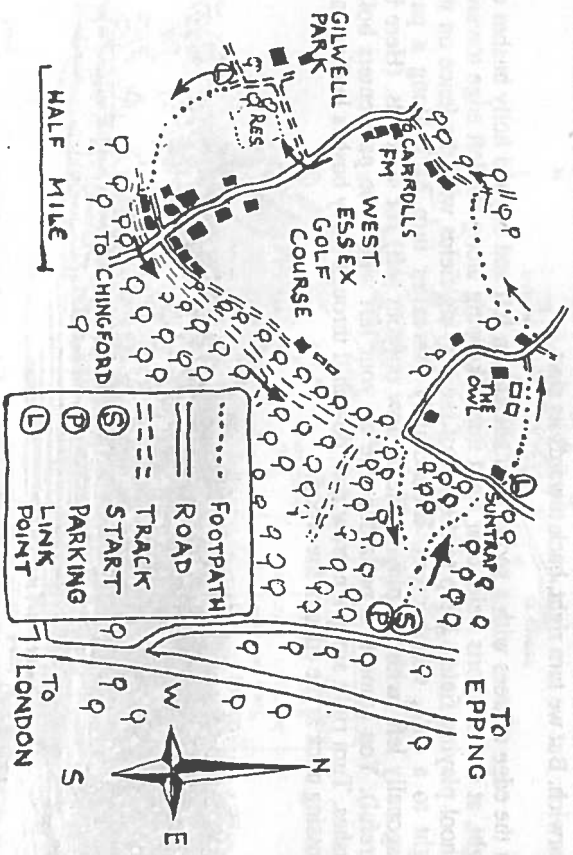 GILWELL
PARK
L
RES.
CARROLLS
FM
WEST
ESSEX
GOLF
COURSE
THE
OWL
L
SUNTRAP
HALF MILE
TO CHINGFORD
S
P
TO
EPPING
FOOTPATH
ROAD
TRACK
S START
P PARKING
L LINK
POINT
TO
LONDON
N
W
E
S